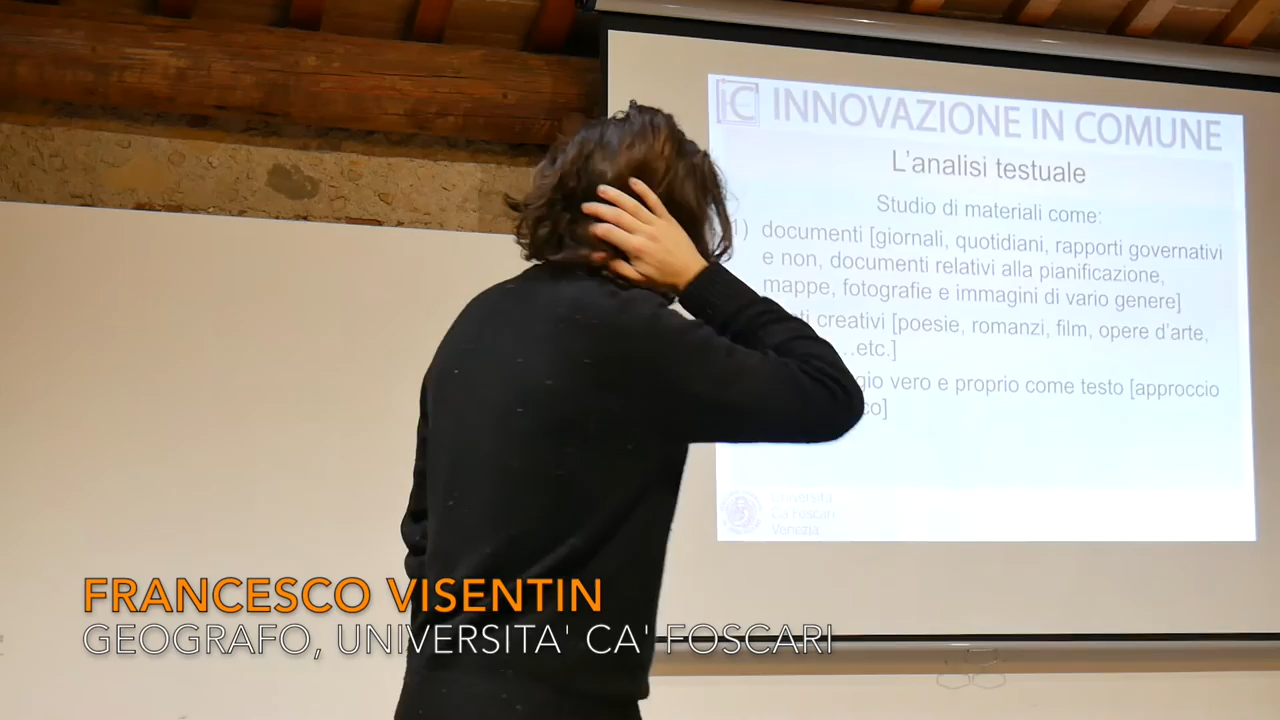 iC INNOVAZIONE IN COMUNE
L'analisi testuale
Studio di materiali come:
1) documenti [giornali, quotidiani, rapporti governativi
e non, documenti relativi alla pianificazione,
mappe, fotografie e immagini di vario genere]
creativi [poesie, romanzi, film, opere d'arte,
...etc.]
vero e proprio come testo [approccio
Università
Ca' Foscari
Venezia
FRANCESCO VISENTIN
GEOGRAFO, UNIVERSITA' CA' FOSCARI